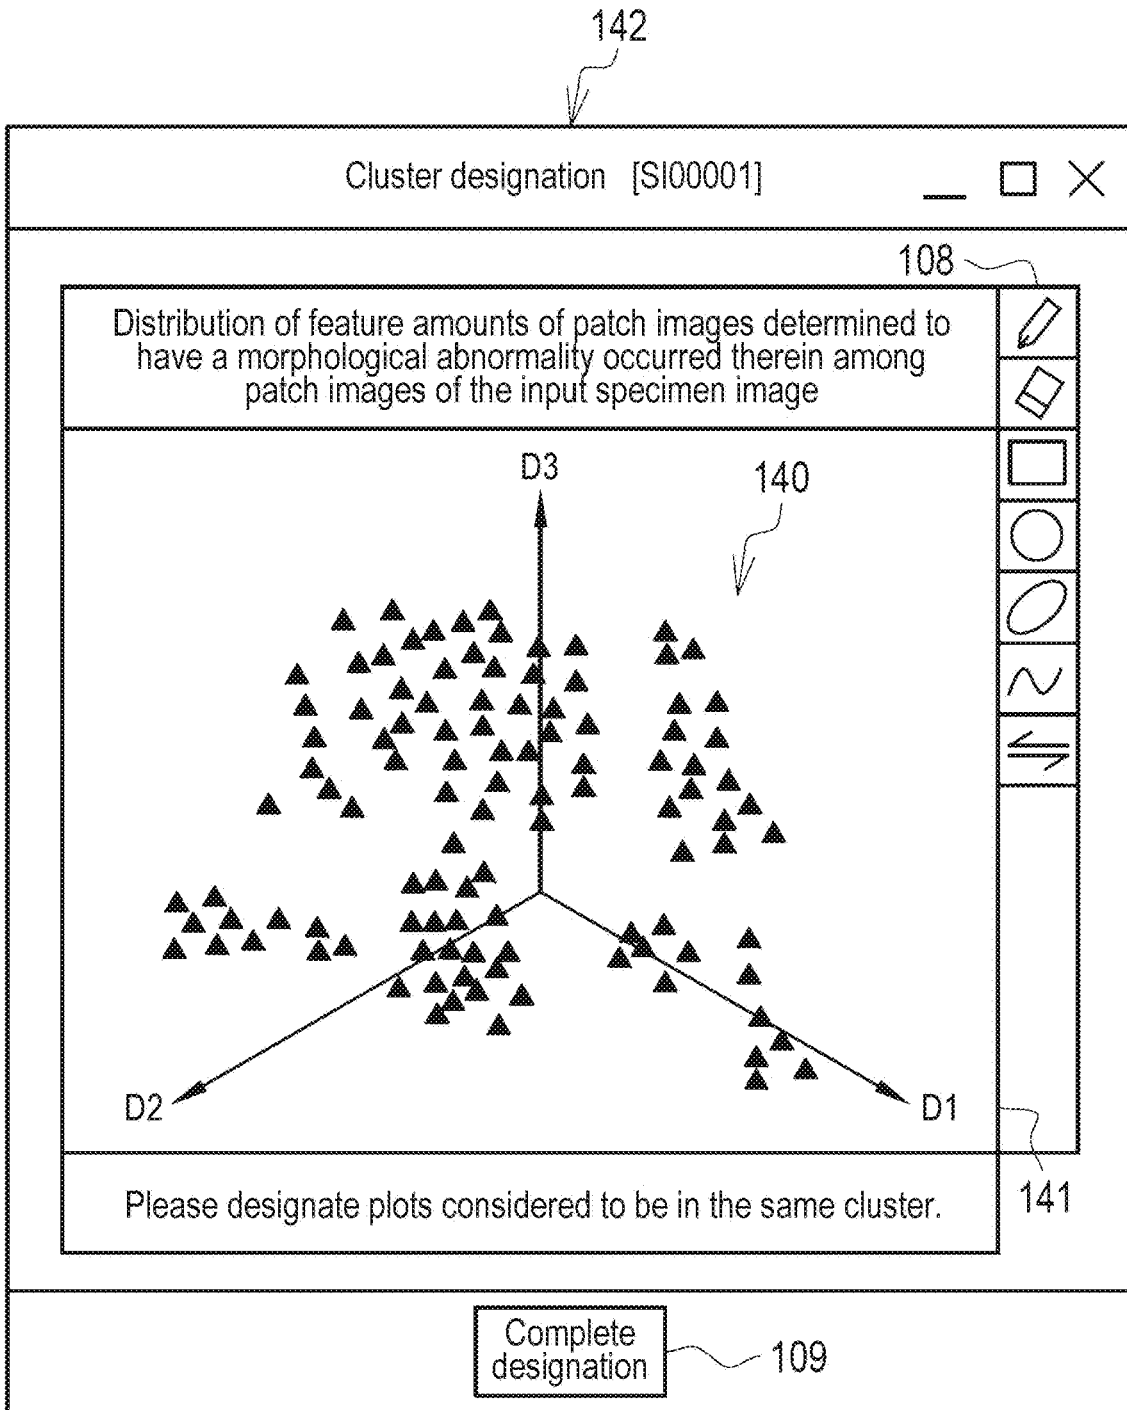 142
Cluster designation [SI00001]
108
Distribution of feature amounts of patch images determined to
have a morphological abnormality occurred therein among
patch images of the input specimen image
D3
140
D2
D1
141
Please designate plots considered to be in the same cluster.
Complete
designation
109